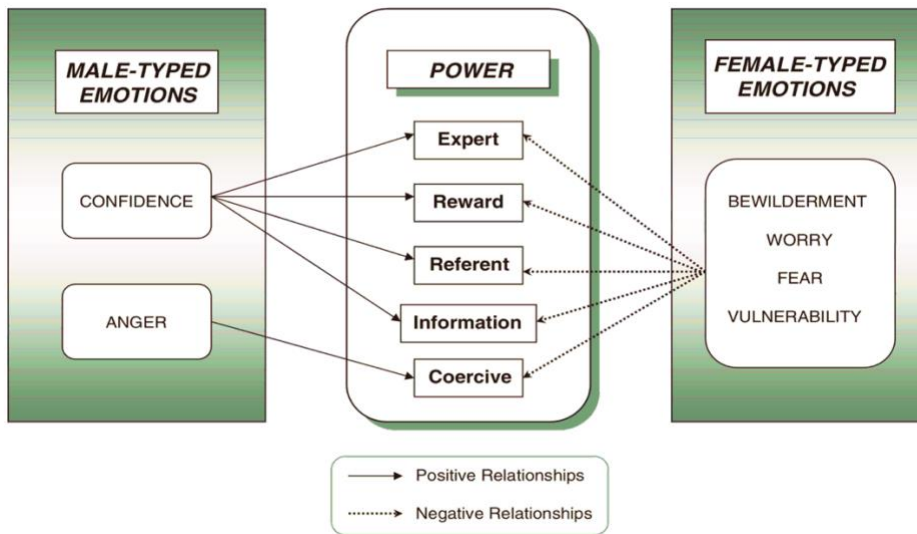 MALE-TYPED
EMOTIONS
CONFIDENCE
ANGER
POWER
Expert
Reward
Referent
Information
Coercive
FEMALE-TYPED
EMOTIONS
BEWILDERMENT
WORRY
FEAR
VULNERABILITY
Positive Relationships
Negative Relationships